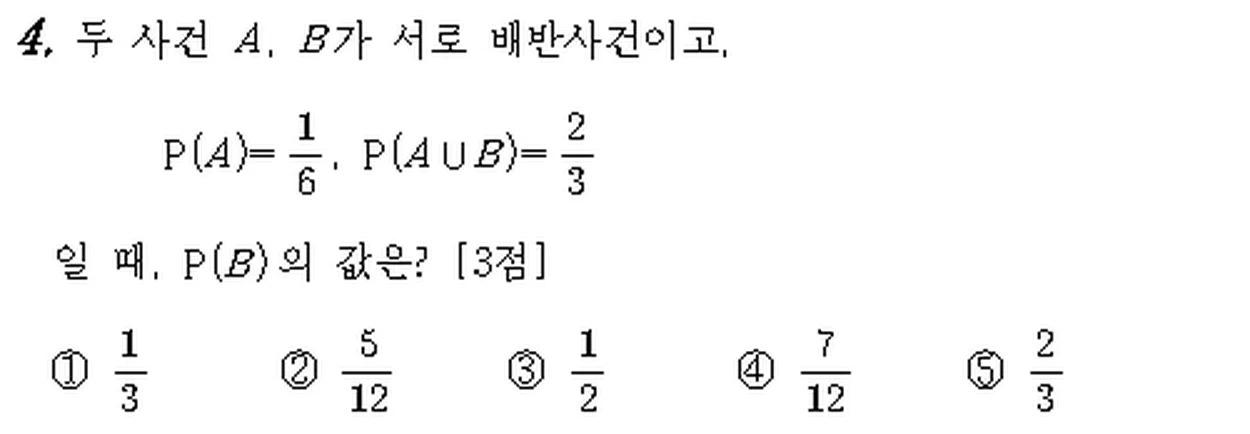 4. 두 사건 A, B가 서로 배반사건이고,
P(A)= 1/6, P(A∪B)= 2/3
일 때, P(B)의 값은? [3점]
① 1/3 ② 5/12 ③ 1/2 ④ 7/12 ⑤ 2/3